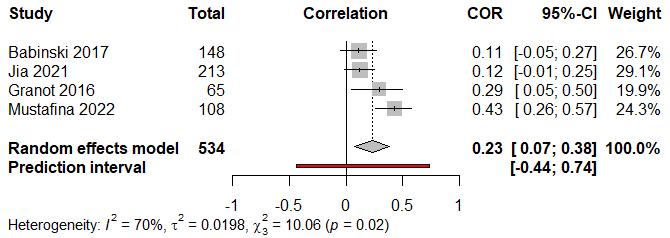 Study Total Correlation COR 95%-CI Weight
Babinski 2017 148 0.11 [-0.05; 0.27] 26.7%
Jia 2021 213 0.12 [-0.01; 0.25] 29.1%
Granot 2016 65 0.29 [ 0.05; 0.50] 19.9%
Mustafina 2022 108 0.43 [ 0.26; 0.57] 24.3%
Random effects model 534 0.23 [ 0.07; 0.38] 100.0%
Prediction interval [-0.44; 0.74]
-1 -0.5 0 0.5 1
Heterogeneity: I² = 70%, τ² = 0.0198, χ²₃ = 10.06 (p = 0.02)